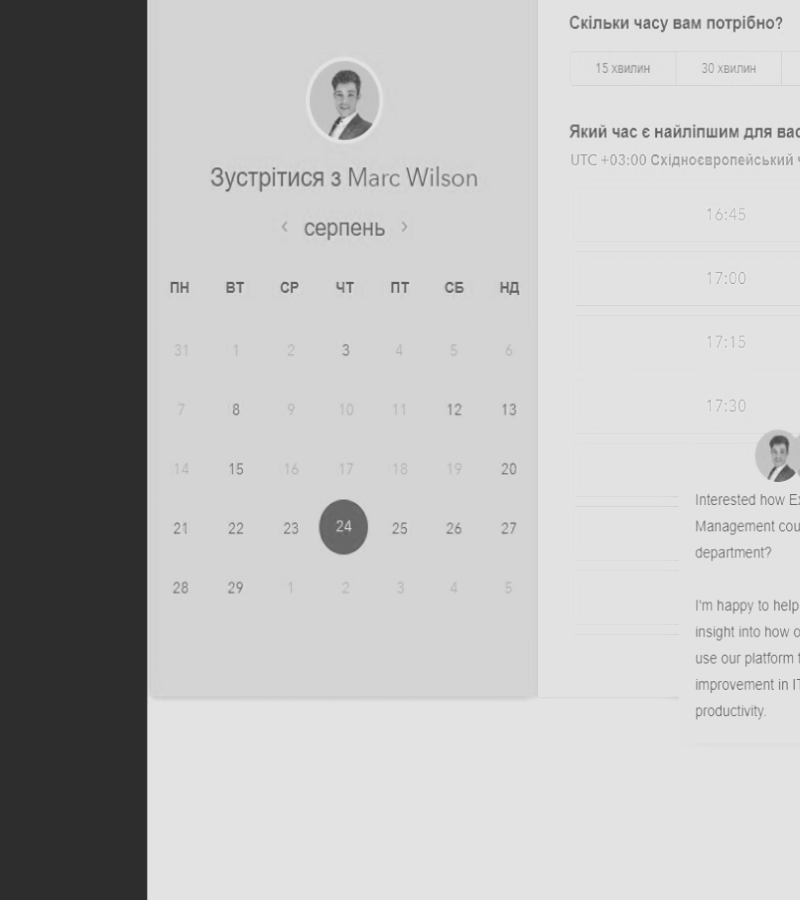 Зустрітися з Marc Wilson
серпень
ПН ВТ СР ЧТ ПТ СБ НД
31 1 2 3 4 5 6
7 8 9 10 11 12 13
14 15 16 17 18 19 20
21 22 23 24 25 26 27
28 29 1 2 3 4 5
Скільки часу вам потрібно?
15 хвилин 30 хвилин
Який час є найліпшим для вас
UTC +03:00 Східноєвропейський
16:45
17:00
17:15
17:30
Interested how
Management
department?
I'm happy to help
insight into how
use our platform
improvement in
productivity.